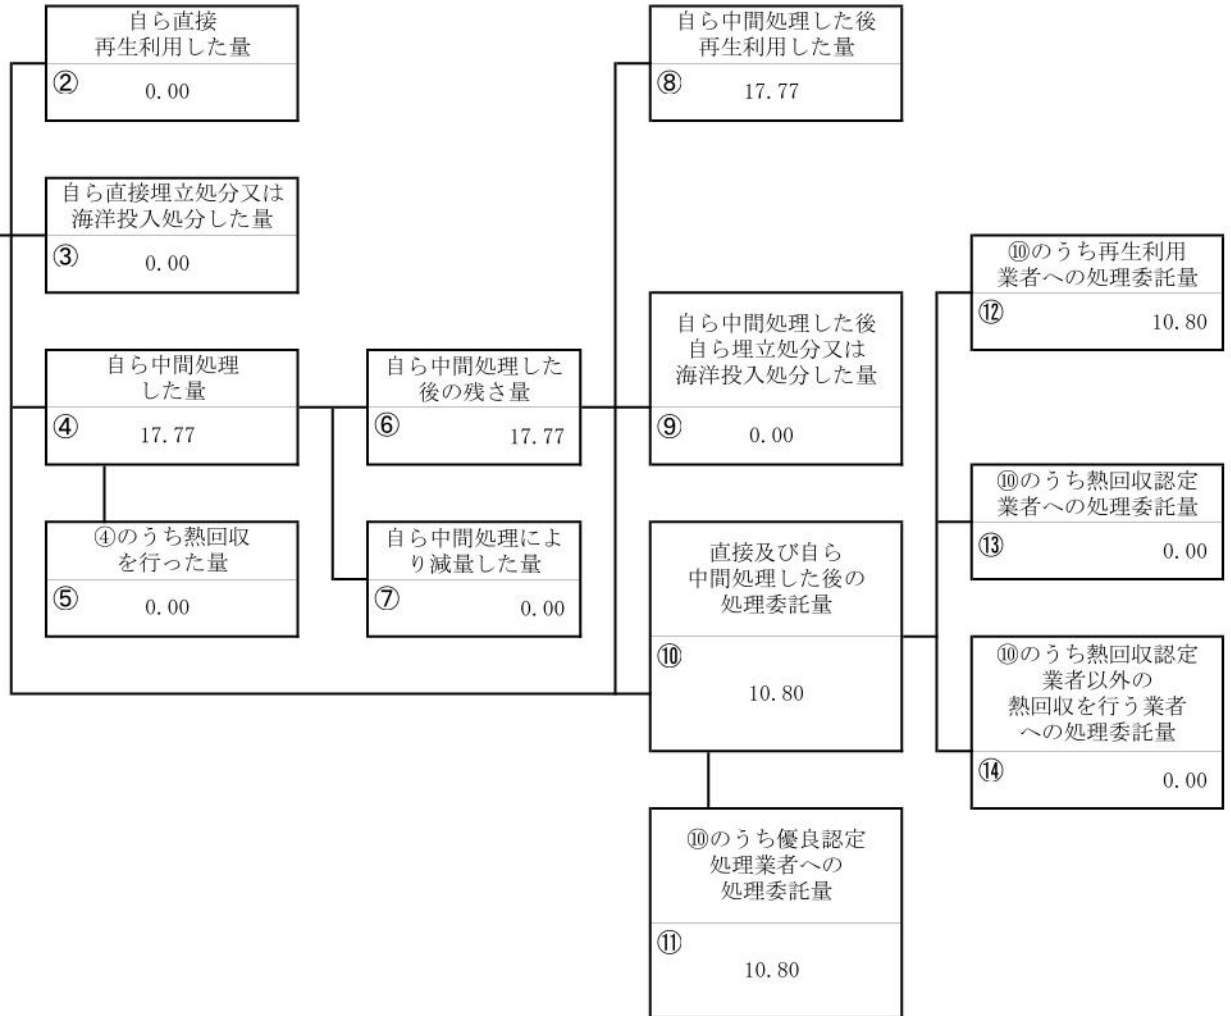 自ら直接
再生利用した量
②
0.00
自ら直接埋立処分又は
海洋投入処分した量
③
0.00
自ら中間処理
した量
④
17.77
④のうち熱回収
を行った量
⑤
0.00
自ら中間処理した
後の残さ量
⑥
17.77
自ら中間処理によ
り減量した量
⑦
0.00
自ら中間処理した後
再生利用した量
⑧
17.77
自ら中間処理した後
自ら埋立処分又は
海洋投入処分した量
⑨
0.00
直接及び自ら
中間処理した後の
処理委託量
⑩
10.80
⑩のうち優良認定
処理業者への
処理委託量
⑪
10.80
⑩のうち再生利用
業者への処理委託量
⑫
10.80
⑩のうち熱回収認定
業者への処理委託量
⑬
0.00
⑩のうち熱回収認定
業者以外の
熱回収を行う業者
への処理委託量
⑭
0.00